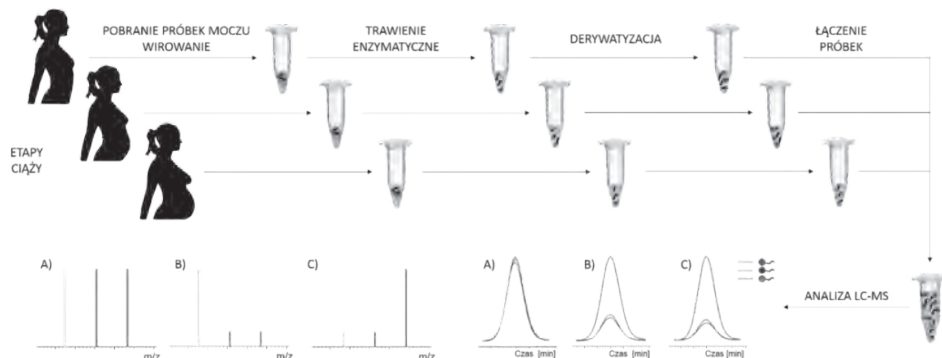 POBRANIE PRÓBEK MOCZU
WIROWANIE
TRAWIENIE
ENZYMATYCZNE
DERYWATYZACJA
ŁĄCZENIE
PRÓBEK
ETAPY
CIĄŻY
A)
B)
C)
A)
B)
C)
ANALIZA LC-MS
m/z
m/z
m/z
Czas [min]
Czas [min]
Czas [min]